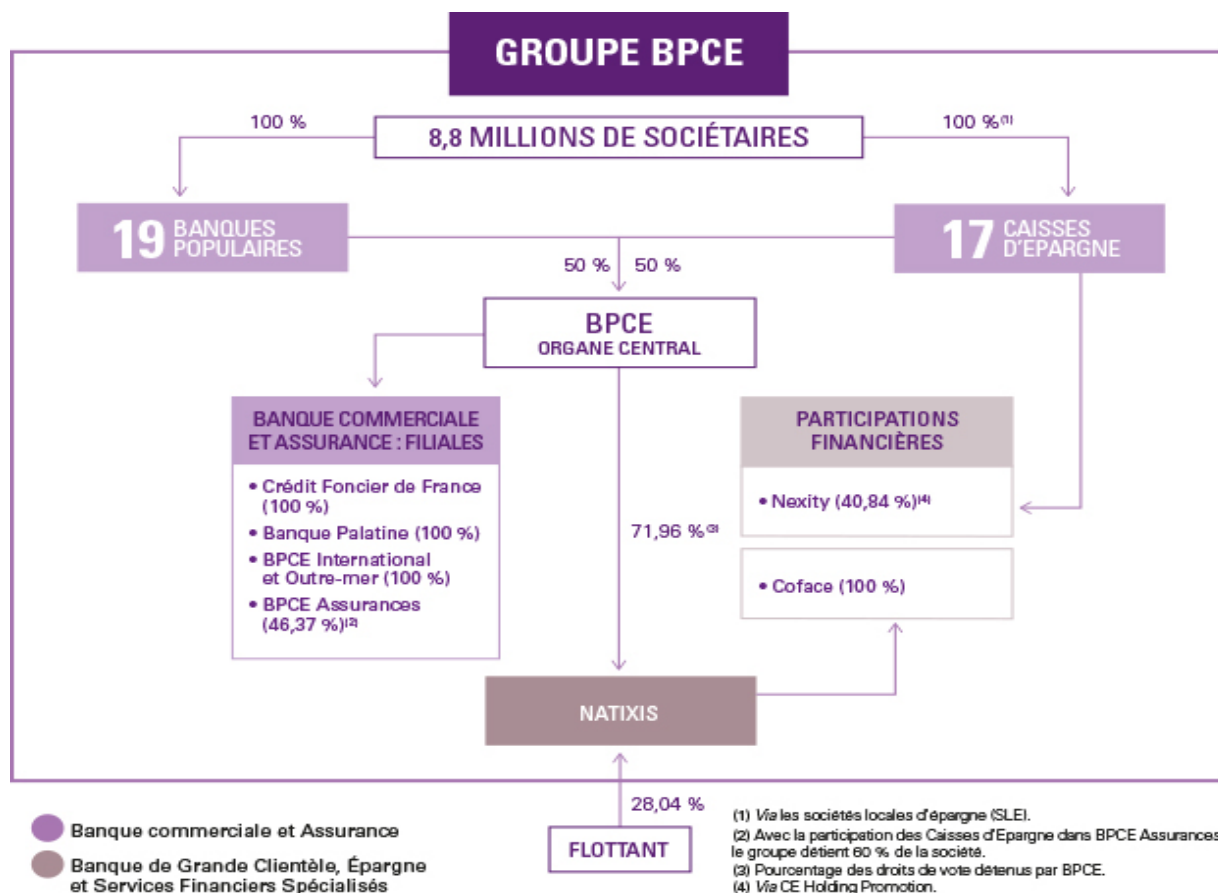 GROUPE BPCE
100 %
8,8 MILLIONS DE SOCIÉTAIRES
100 %(1)
19 BANQUES
POPULAIRES
17 CAISSES
D'EPARGNE
50 % 50 %
BPCE
ORGANE CENTRAL
BANQUE COMMERCIALE
ET ASSURANCE : FILIALES
• Crédit Foncier de France
(100 %)
• Banque Palatine (100 %)
• BPCE International
et Outre-mer (100 %)
• BPCE Assurances
(46,37 %)(2)
71,96 %(3)
PARTICIPATIONS
FINANCIÈRES
• Nexity (40,84 %)(4)
• Coface (100 %)
NATIXIS
28,04 %
FLOTTANT
Banque commerciale et Assurance
Banque de Grande Clientèle, Épargne
et Services Financiers Spécialisés
(1) Via les sociétés locales d'épargne (SLE).
(2) Avec la participation des Caisses d'Epargne dans BPCE Assurances
le groupe détient 60 % de la société.
(3) Pourcentage des droits de vote détenus par BPCE.
(4) Via CE Holding Promotion.